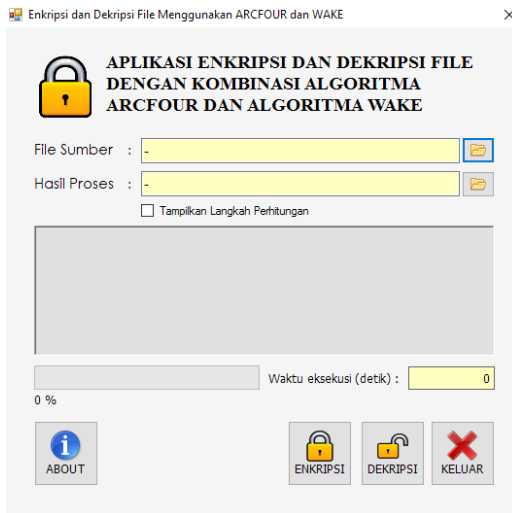 Enkripsi dan Dekripsi File Menggunakan ARCFOUR dan WAKE
APLIKASI ENKRIPSI DAN DEKRIPSI FILE
DENGAN KOMBINASI ALGORITMA
ARCFOUR DAN ALGORITMA WAKE
File Sumber : -
Hasil Proses : -
Tampilkan Langkah Perhitungan
Waktu eksekusi (detik) : 0
0 %
ABOUT ENKRIPSI DEKRIPSI KELUAR